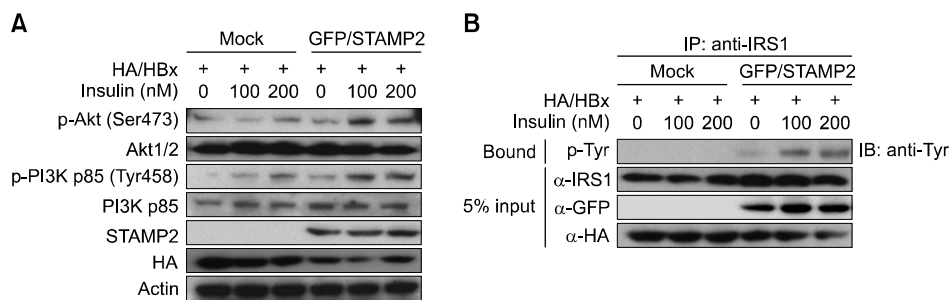 A
Mock GFP/STAMP2
HA/HBx + + + + + +
Insulin (nM) 0 100 200 0 100 200
p-Akt (Ser473)
Akt1/2
p-PI3K p85 (Tyr458)
PI3K p85
STAMP2
HA
Actin
B
IP: anti-IRS1
Mock GFP/STAMP2
HA/HBx + + + + + +
Insulin (nM) 0 100 200 0 100 200
Bound p-Tyr IB: anti-Tyr
α-IRS1
5% input α-GFP
α-HA